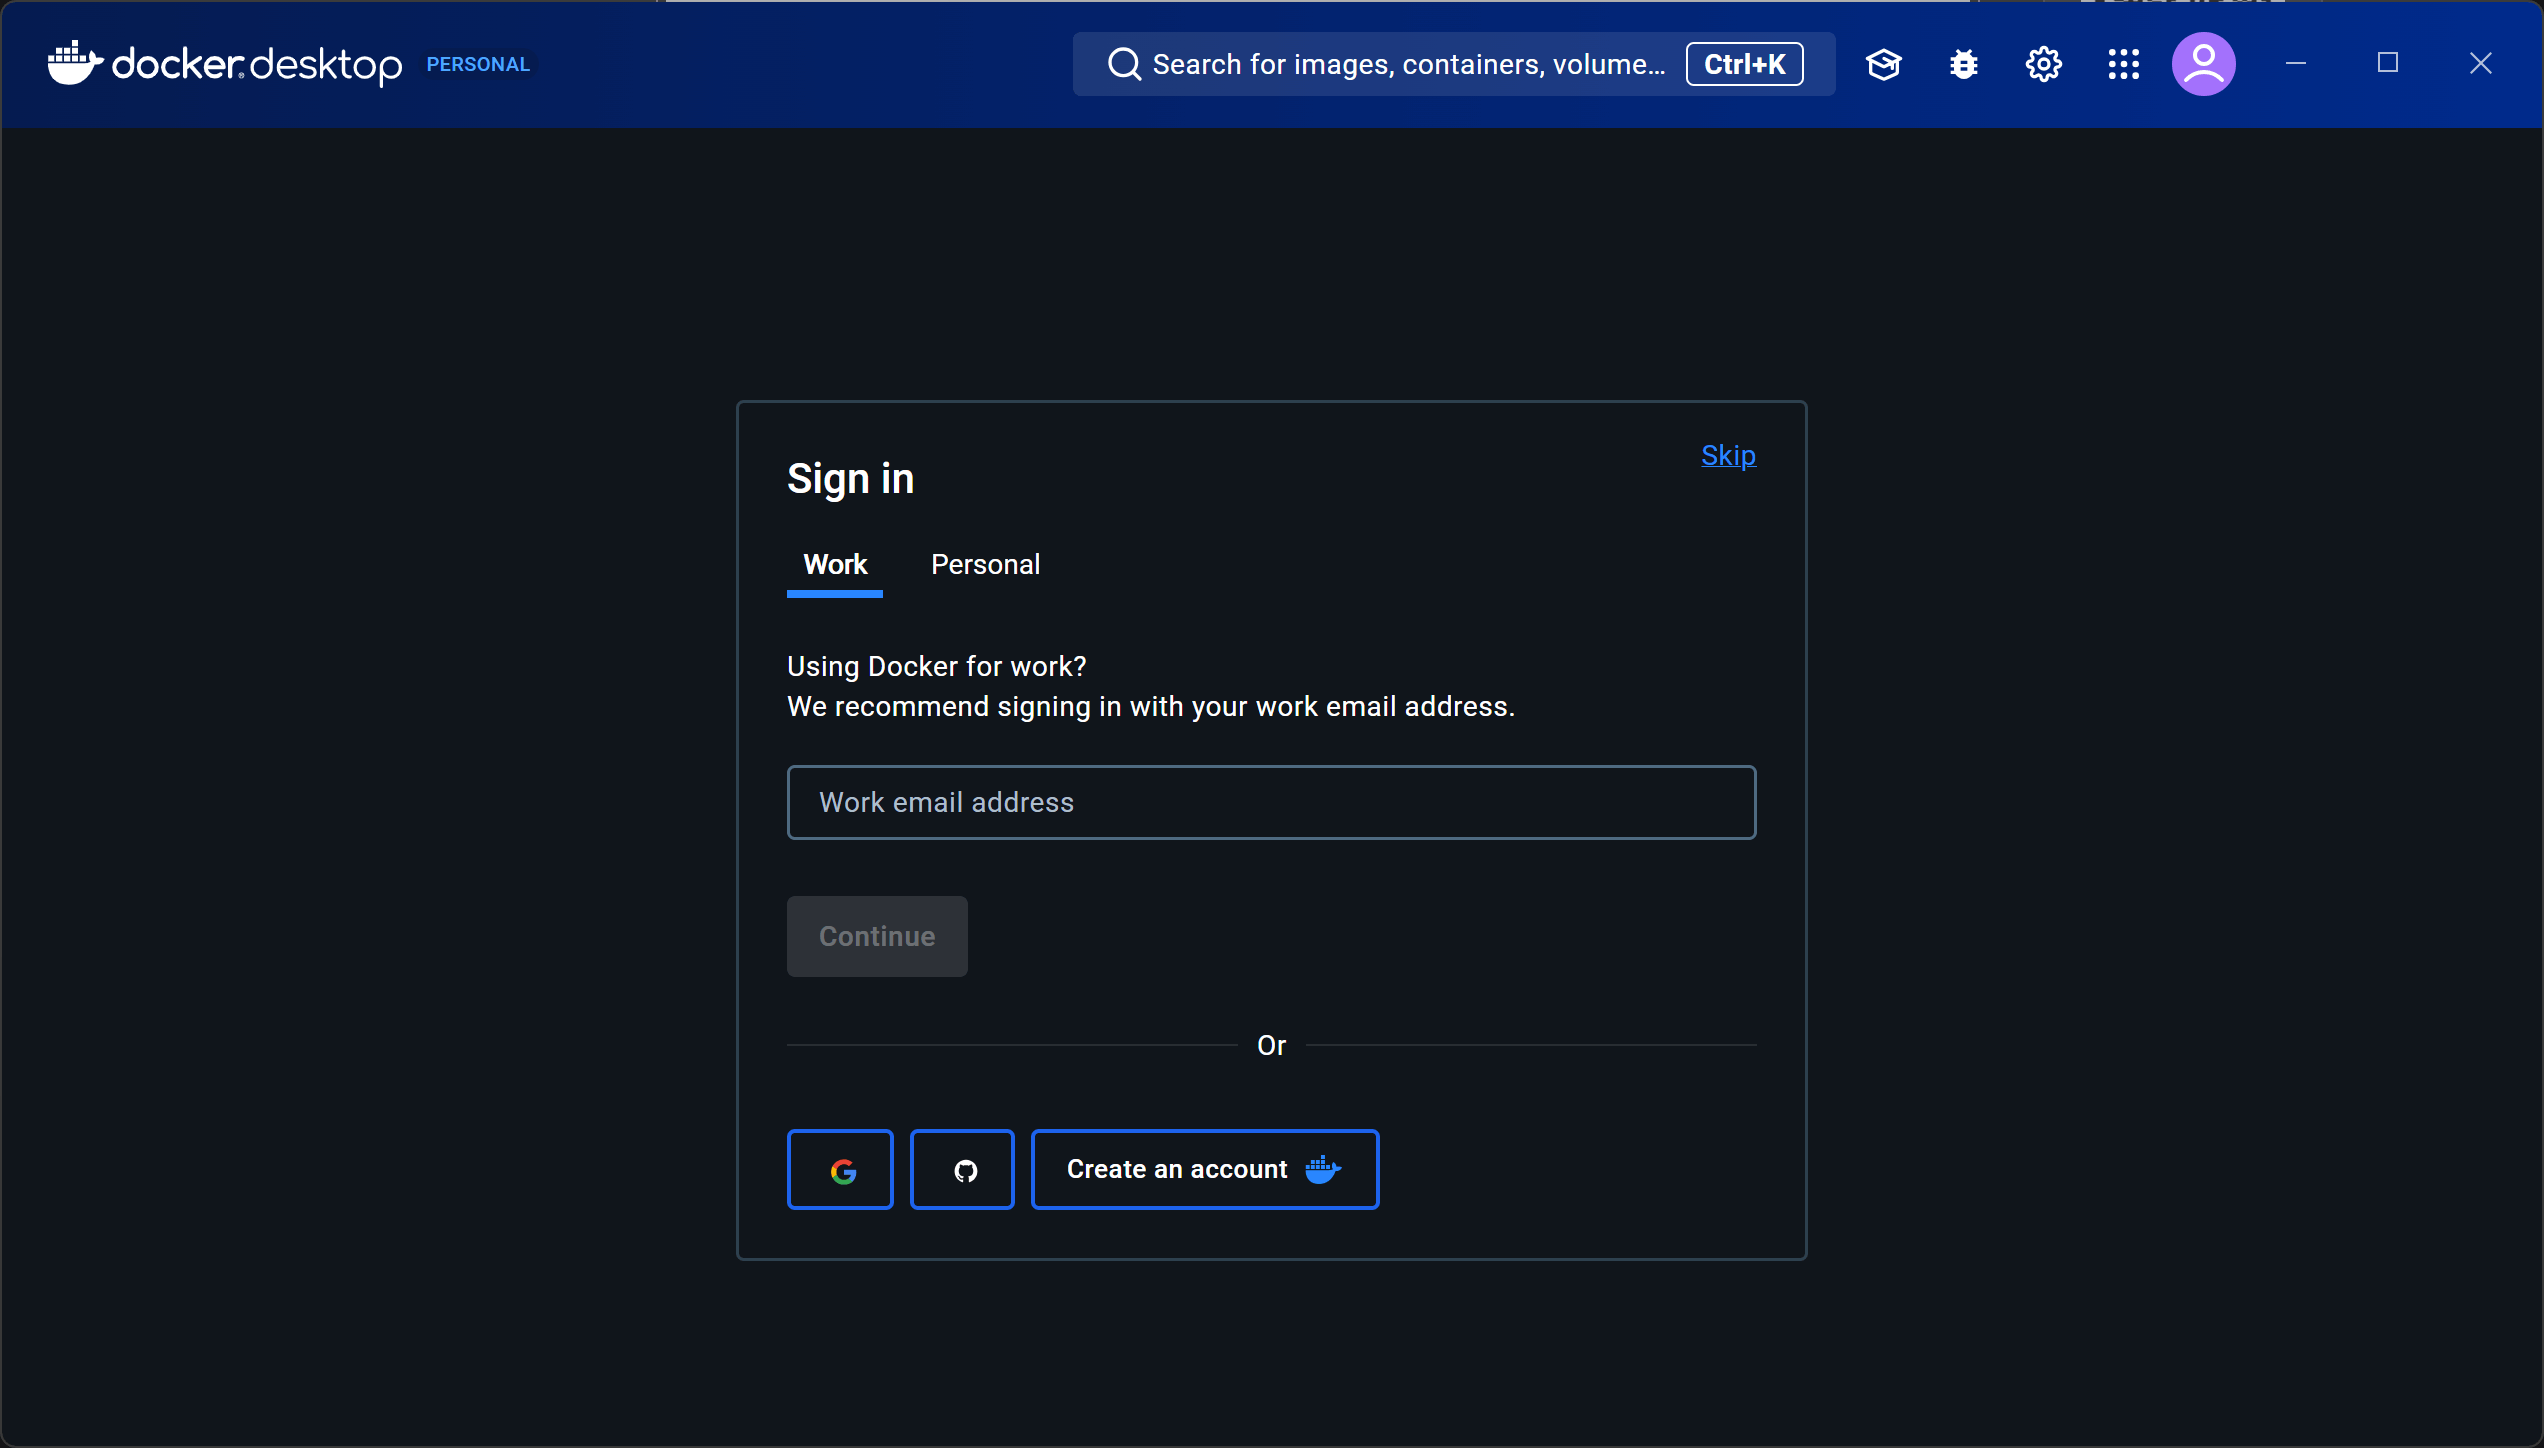 docker desktop PERSONAL
Search for images, containers, volume... Ctrl+K
Sign in
Skip
Work Personal
Using Docker for work?
We recommend signing in with your work email address.
Work email address
Continue
Or
Create an account